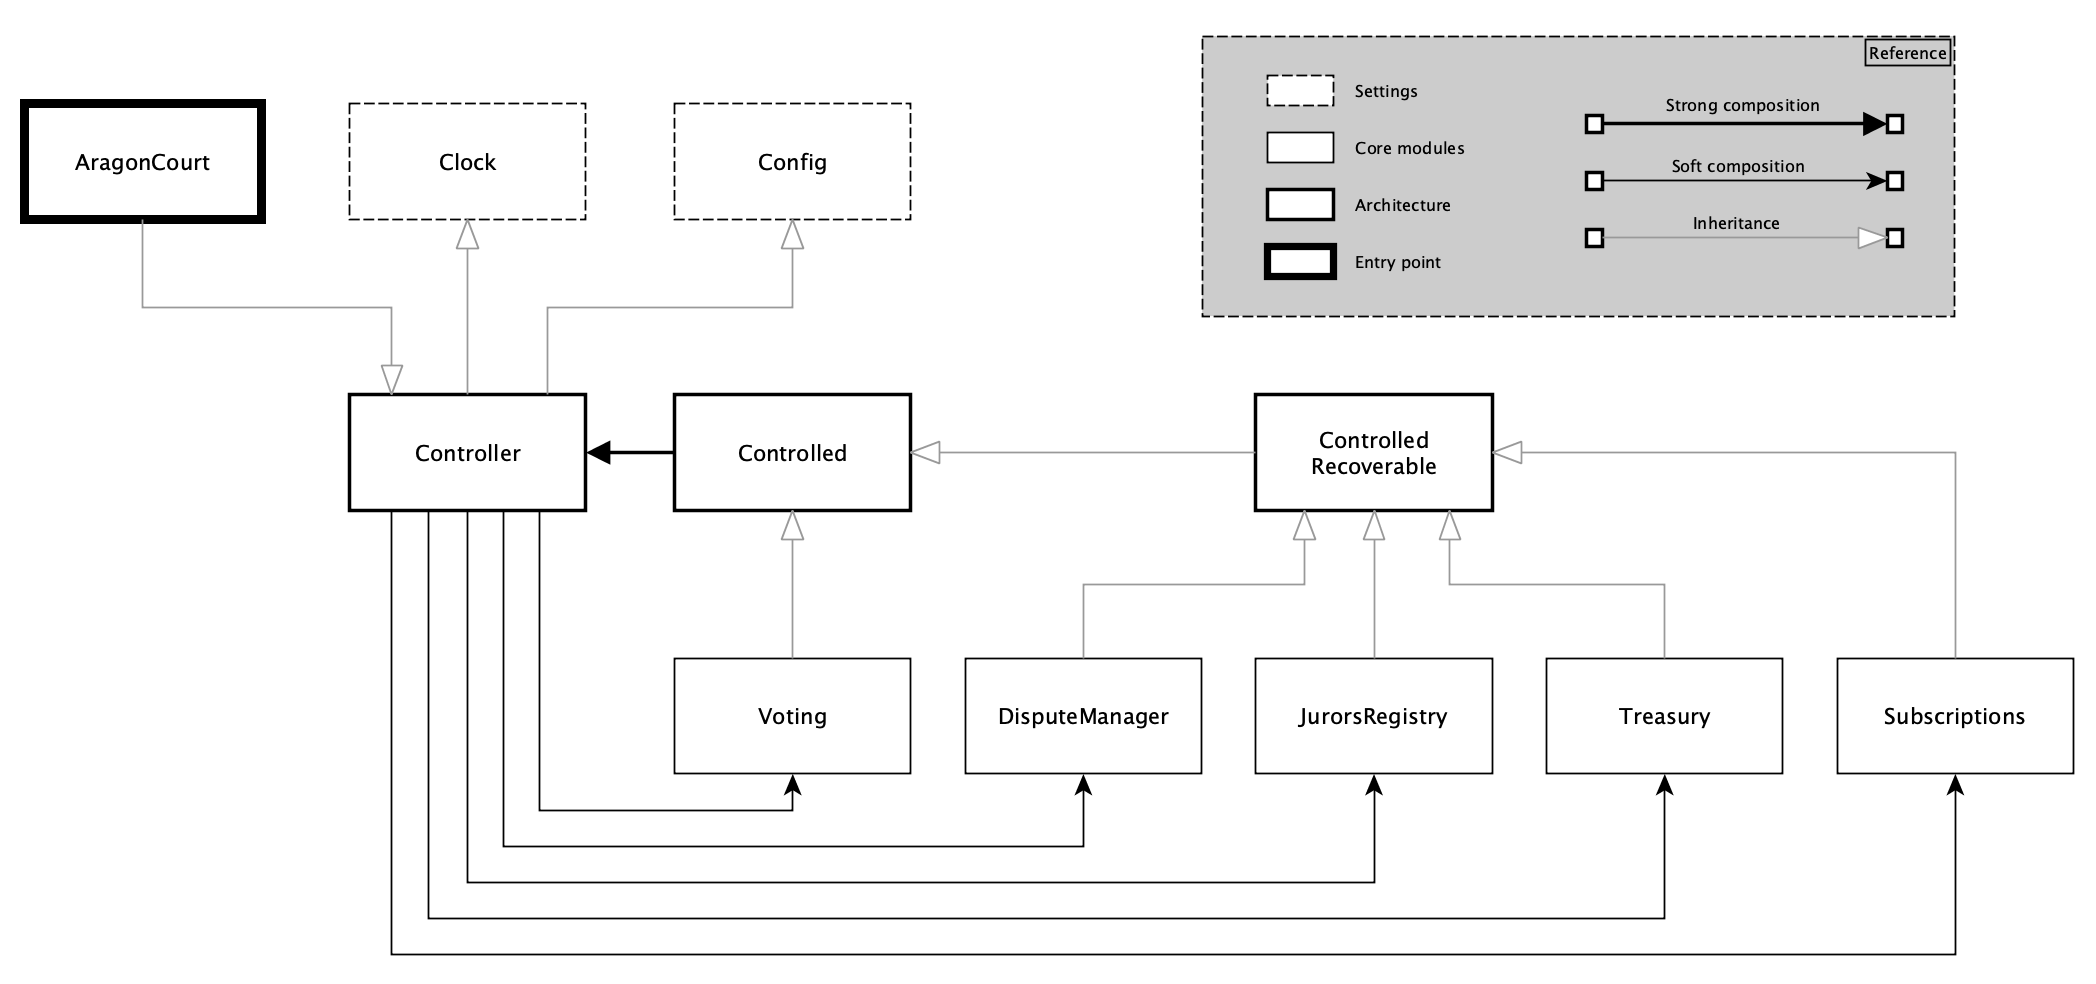 Reference
Settings
Core modules
Architecture
Entry point
Strong composition
Soft composition
Inheritance
AragonCourt
Clock
Config
Controller
Controlled
Controlled
Recoverable
Voting
DisputeManager
JurorsRegistry
Treasury
Subscriptions